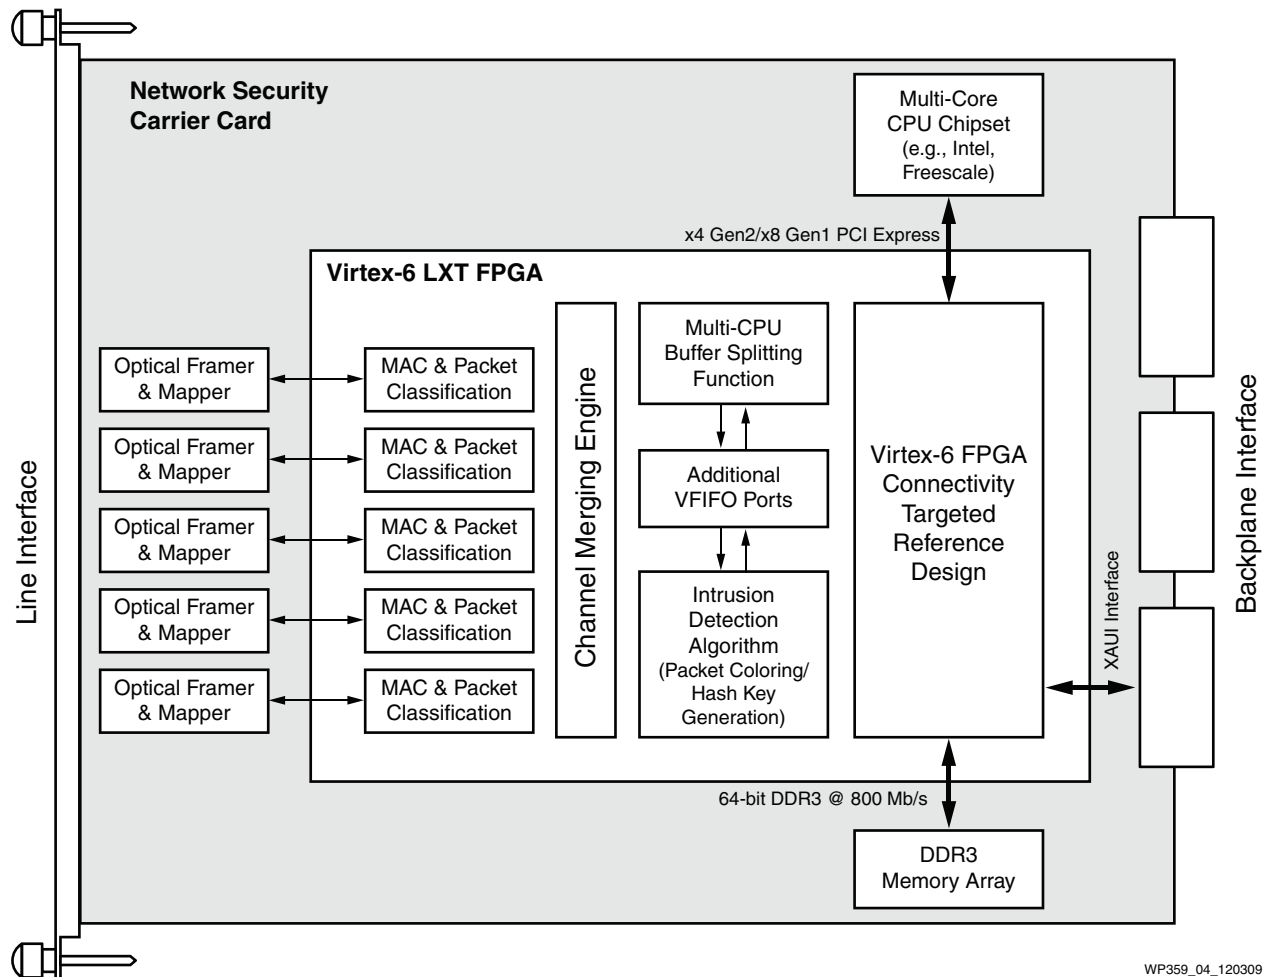 Network Security
Carrier Card
Multi-Core
CPU Chipset
(e.g., Intel,
Freescale)
x4 Gen2/x8 Gen1 PCI Express
Virtex-6 LXT FPGA
Line Interface
Optical Framer
& Mapper
Optical Framer
& Mapper
Optical Framer
& Mapper
Optical Framer
& Mapper
Optical Framer
& Mapper
MAC & Packet
Classification
MAC & Packet
Classification
MAC & Packet
Classification
MAC & Packet
Classification
MAC & Packet
Classification
Channel Merging Engine
Multi-CPU
Buffer Splitting
Function
Additional
VFIFO Ports
Intrusion
Detection
Algorithm
(Packet Coloring/
Hash Key
Generation)
Virtex-6 FPGA
Connectivity
Targeted
Reference
Design
XAUI Interface
Backplane Interface
64-bit DDR3 @ 800 Mb/s
DDR3
Memory Array
WP359_04_120309